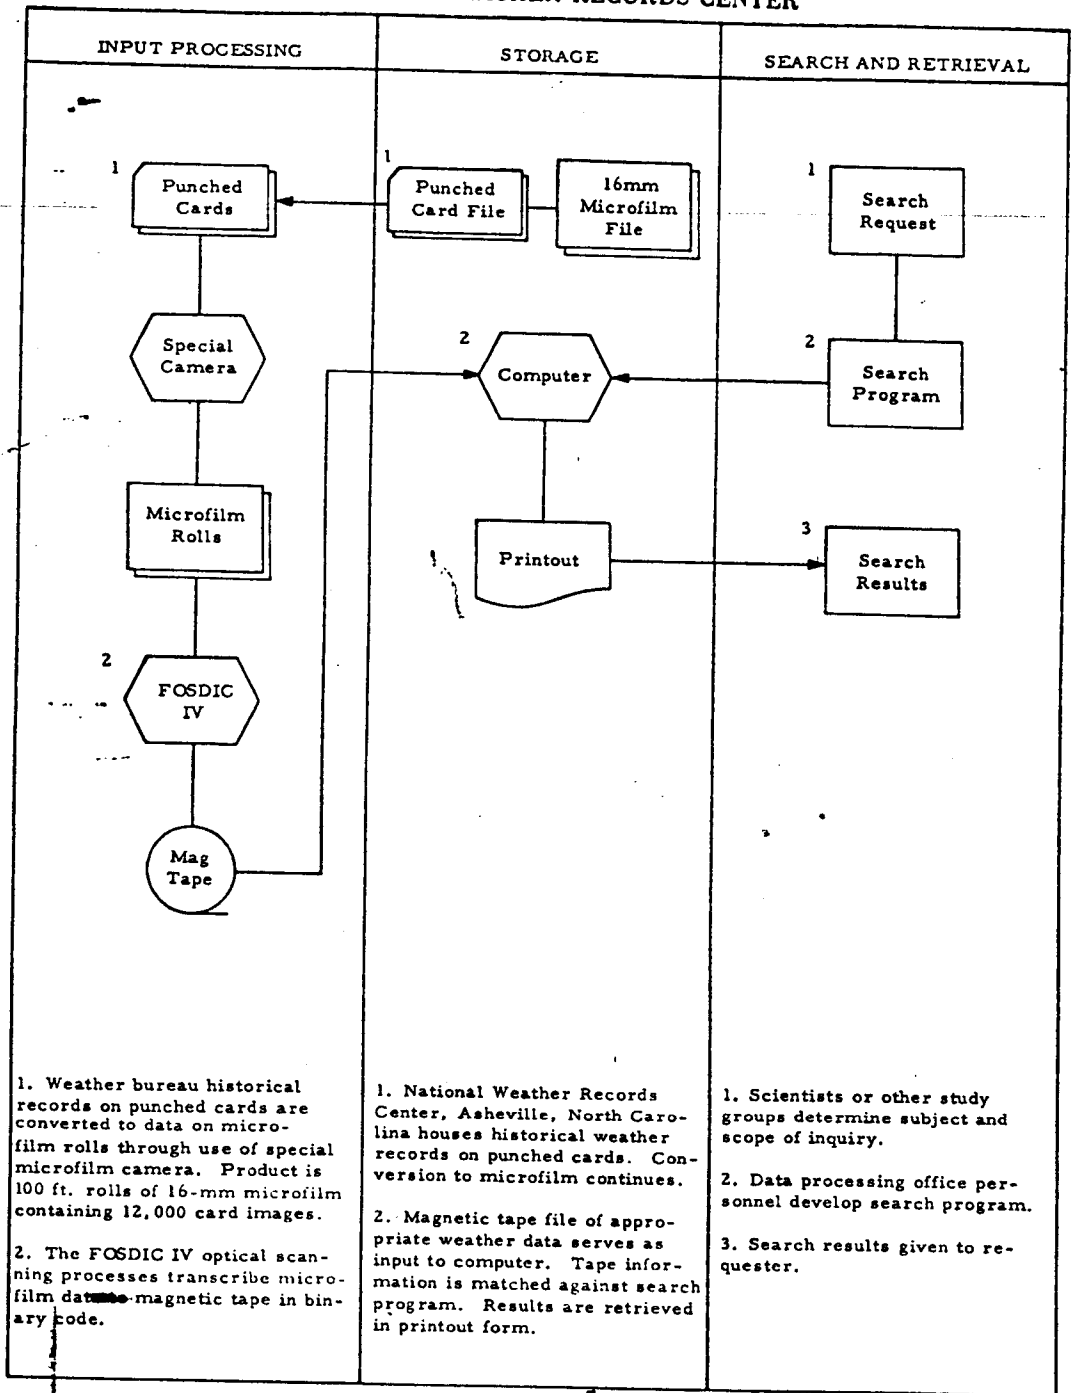 RECORDS CENTER
INPUT PROCESSING
STORAGE
SEARCH AND RETRIEVAL
1
Punched
Cards
Special
Camera
Microfilm
Rolls
2
FOSDIC
IV
Mag
Tape
1
Punched
Card File
16mm
Microfilm
File
2
Computer
Printout
1
Search
Request
2
Search
Program
3
Search
Results
1. Weather bureau historical
records on punched cards are
converted to data on micro-
film rolls through use of special
microfilm camera. Product is
100 ft. rolls of 16-mm microfilm
containing 12,000 card images.
2. The FOSDIC IV optical scan-
ning processes transcribe micro-
film magnetic tape in bin-
ary code.
1. National Weather Records
Center, Asheville, North Caro-
lina houses historical weather
records on punched cards. Con-
version to microfilm continues.
2. Magnetic tape file of appro-
priate weather data serves as
input to computer. Tape infor-
mation is matched against search
program. Results are retrieved
in printout form.
1. Scientists or other study
groups determine subject and
scope of inquiry.
2. Data processing office per-
sonnel develop search program.
3. Search results given to re-
quester.